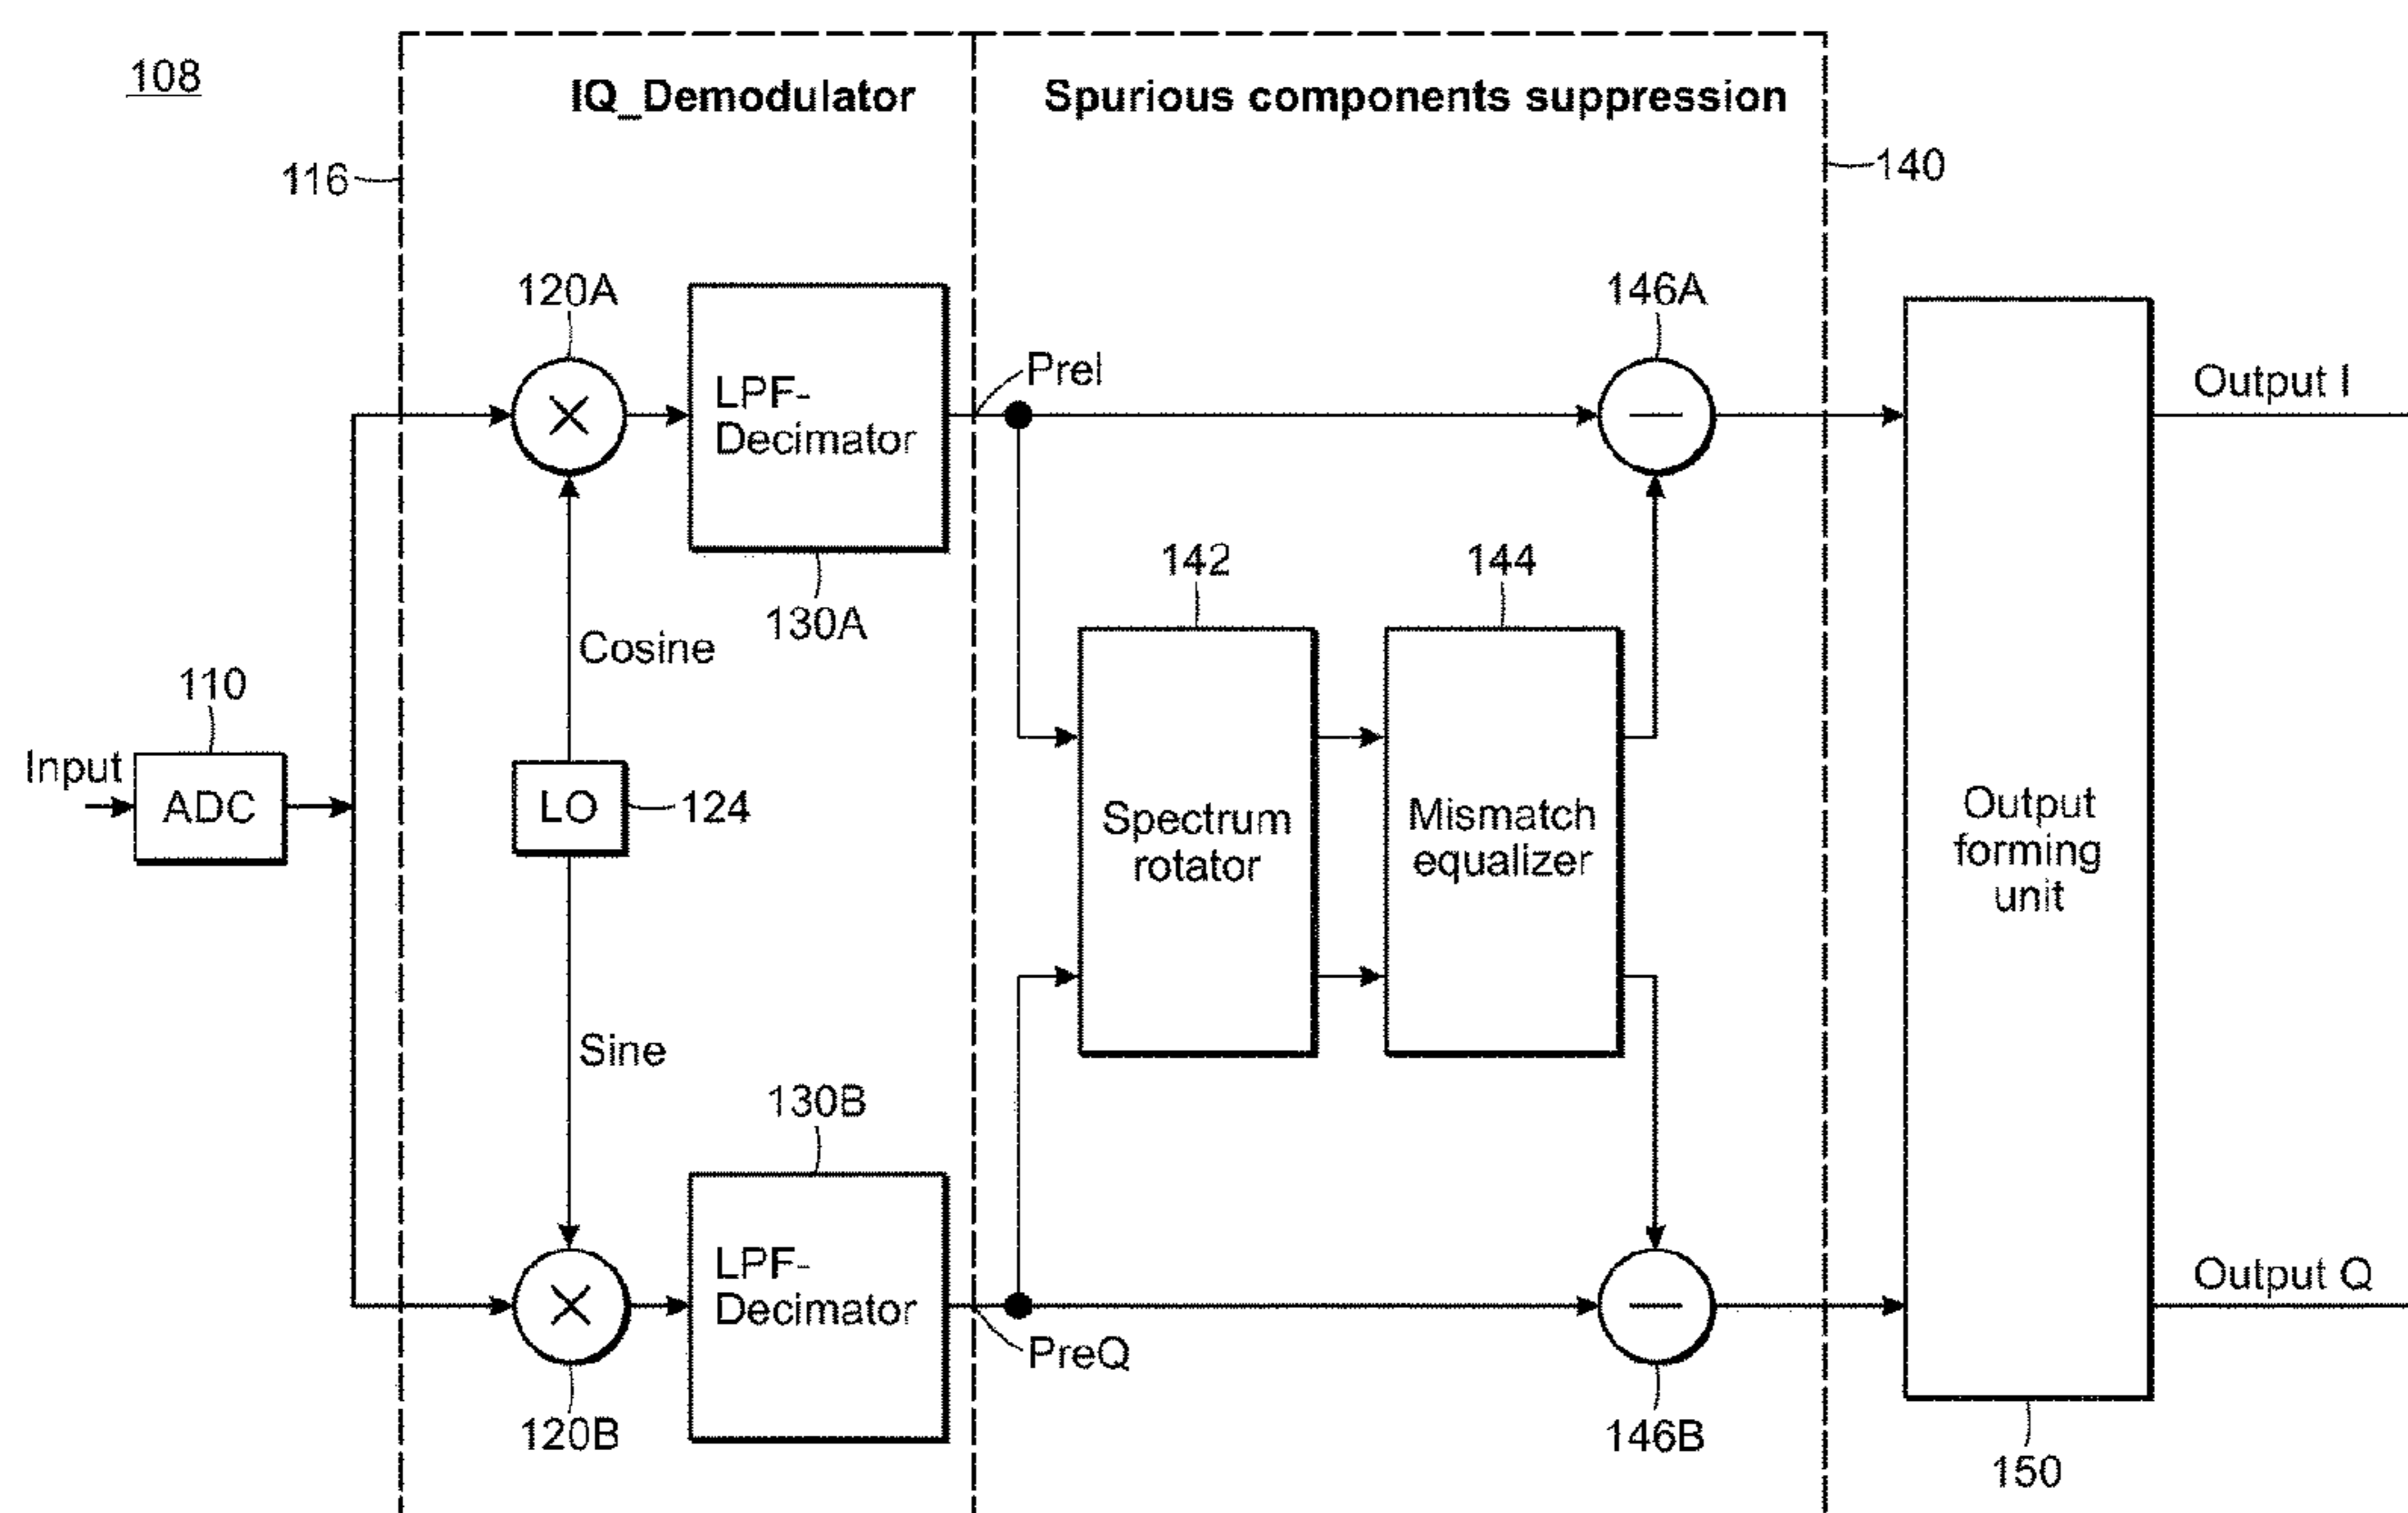 108
IQ_Demodulator
Spurious components suppression
116
140
120A
146A
LPF-
Decimator
PreI
Output I
130A
142
144
Cosine
110
Input
ADC
LO
124
Spectrum
rotator
Mismatch
equalizer
Output
forming
unit
Sine
130B
LPF-
Decimator
PreQ
Output Q
120B
146B
150